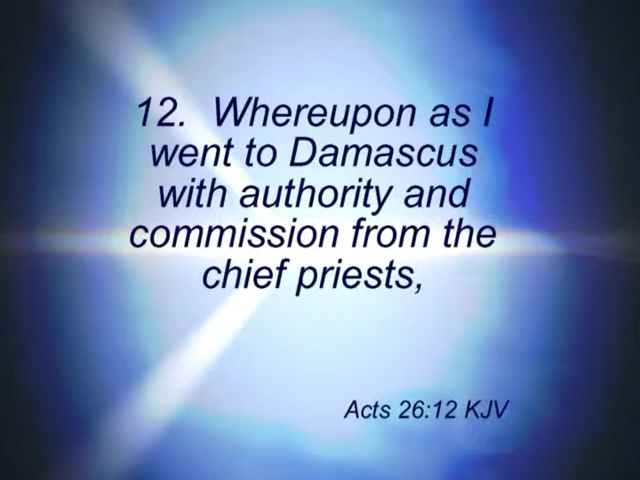 12. Whereupon as I
went to Damascus
with authority and
commission from the
chief priests,
Acts 26:12 KJV